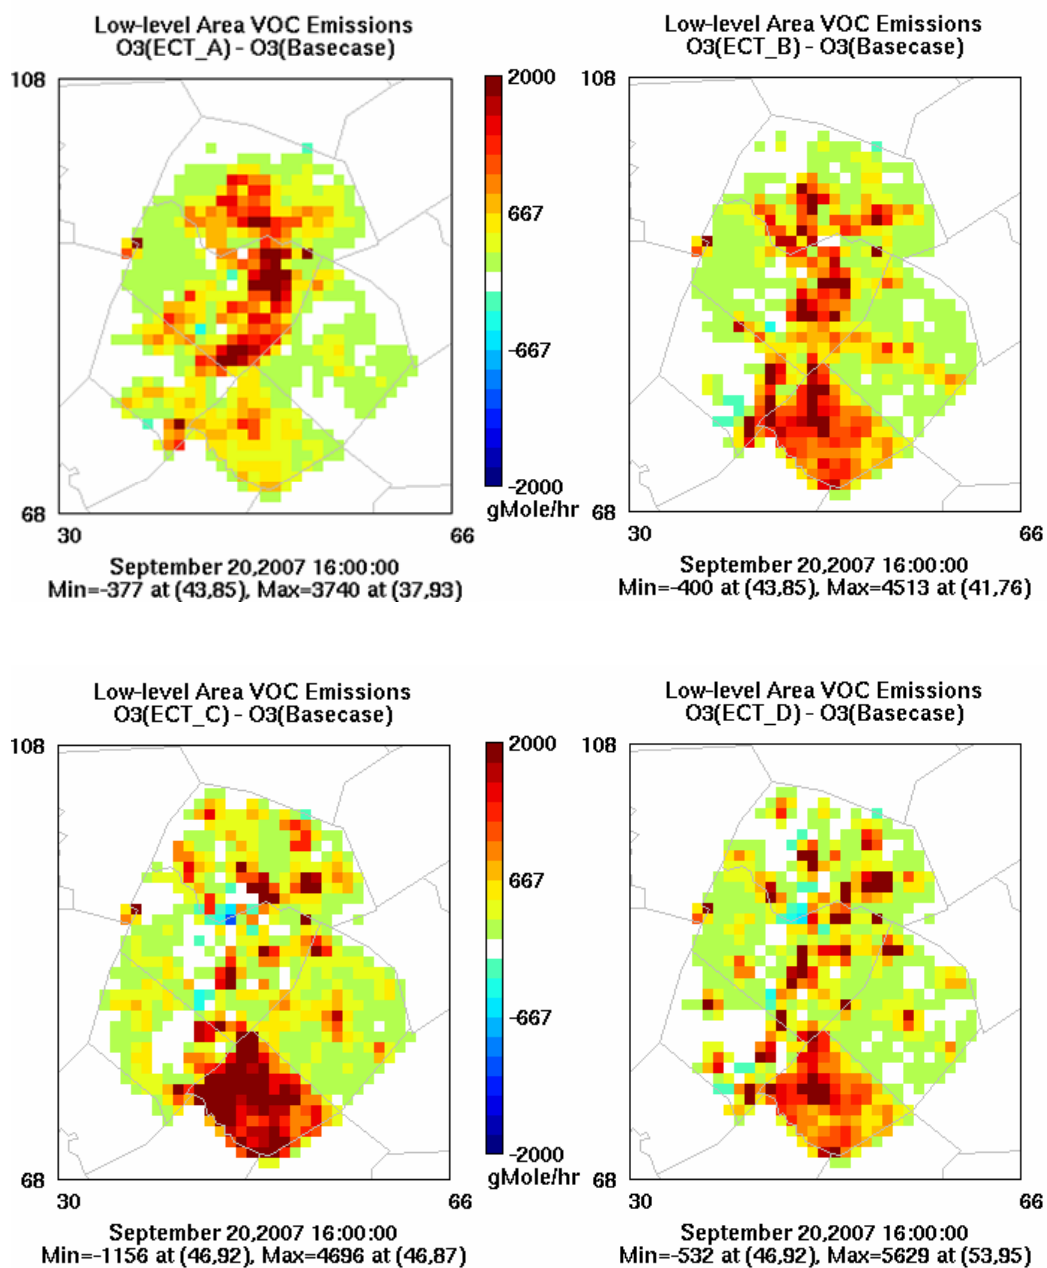 Low-level Area VOC Emissions
O3(ECT_A) - O3(Basecase)
108
2000
667
-667
-2000
gMole/hr
68
30
66
September 20,2007 16:00:00
Min=-377 at (43,85), Max=3740 at (37,93)
Low-level Area VOC Emissions
O3(ECT_B) - O3(Basecase)
108
68
30
66
September 20,2007 16:00:00
Min=-400 at (43,85), Max=4513 at (41,76)
Low-level Area VOC Emissions
O3(ECT_C) - O3(Basecase)
108
2000
667
-667
-2000
gMole/hr
68
30
66
September 20,2007 16:00:00
Min=-1156 at (46,92), Max=4696 at (46,87)
Low-level Area VOC Emissions
O3(ECT_D) - O3(Basecase)
108
68
30
66
September 20,2007 16:00:00
Min=-532 at (46,92), Max=5629 at (53,95)